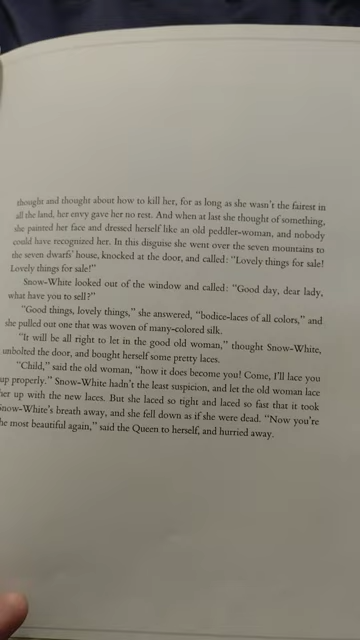 thought and thought about how to kill her, for as long as she wasn't the fairest in
all the land, her envy gave her no rest. And when at last she thought of something,
she painted her face and dressed herself like an old peddler-woman, and nobody
could have recognized her. In this disguise she went over the seven mountains to
the seven dwarfs' house, knocked at the door, and called: "Lovely things for sale!
Lovely things for sale!"
Snow-White looked out of the window and called: "Good day, dear lady,
what have you to sell?"
"Good things, lovely things," she answered, "bodice-laces of all colors," and
she pulled out one that was woven of many-colored silk.
"It will be all right to let in the good old woman," thought Snow-White,
unbolted the door, and bought herself some pretty laces.
"Child," said the old woman, "how it does become you! Come, I'll lace you
up properly." Snow-White hadn't the least suspicion, and let the old woman lace
her up with the new laces. But she laced so tight and laced so fast that it took
Snow-White's breath away, and she fell down as if she were dead. "Now you're
he most beautiful again," said the Queen to herself, and hurried away.